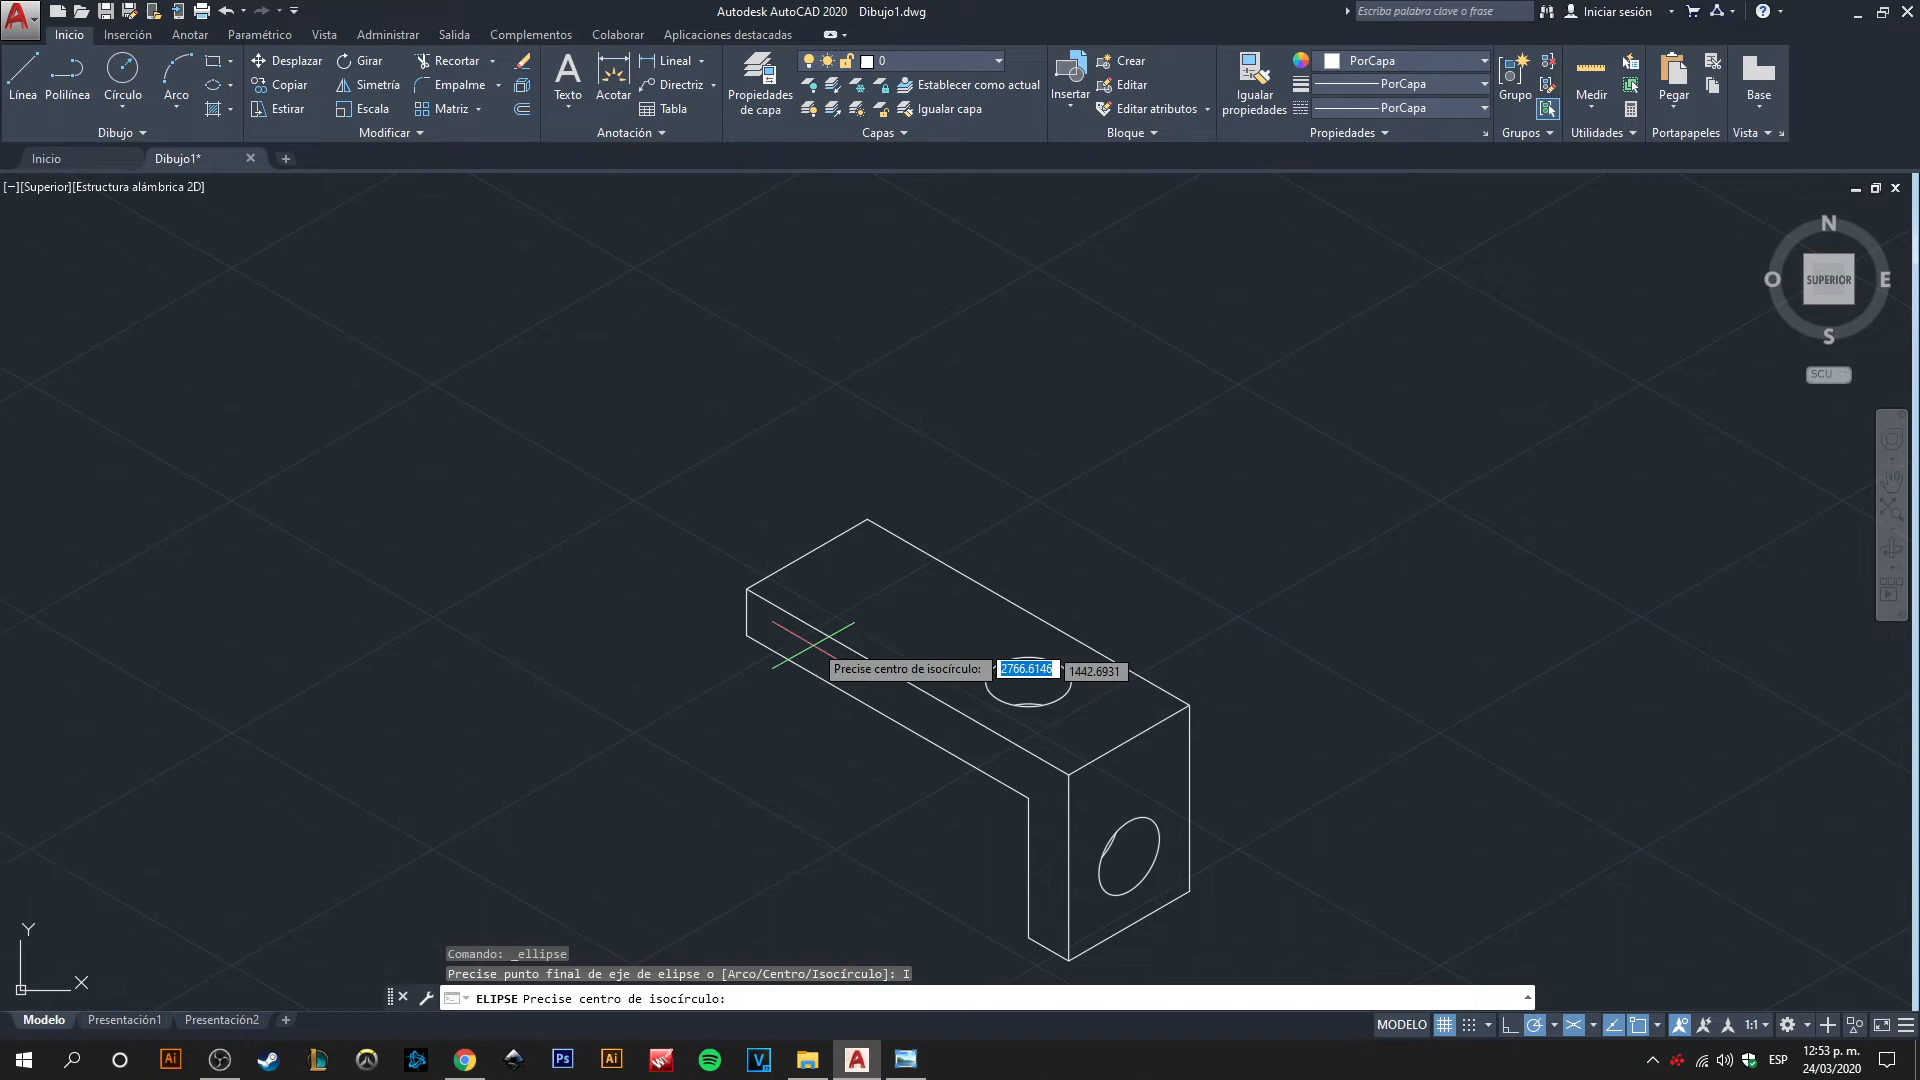 Autodesk AutoCAD 2020 Dibujo1.dwg
Escriba palabra clave o frase
Iniciar sesión
Inicio Inserción Anotar Paramétrico Vista Administrar Salida Complementos Colaborar Aplicaciones destacadas
Desplazar Girar Recortar Lineal 0 Crear PorCapa
Línea Polilínea Círculo Arco Copiar Simetría Empalme Texto Acotar Directriz Propiedades de capa Establecer como actual Insertar Editar Igualar propiedades PorCapa Grupo Medir Pegar Base
Estirar Escala Matriz Tabla Igualar capa Editar atributos PorCapa
Dibujo Modificar Anotación Capas Bloque Propiedades Grupos Utilidades Portapapeles Vista
Inicio Dibujo1*
[−][Superior][Estructura alámbrica 2D]
N
O SUPERIOR E
S
SCU
Precise centro de isocírculo: 2766.6146 1442.6931
Y
X
Comando: _ellipse
Precise punto final de eje de elipse o [Arco/Centro/Isocírculo]: I
ELIPSE Precise centro de isocírculo:
Modelo Presentación1 Presentación2
MODELO 1:1
Ai Ps Ai V A
ESP
12:53 p. m.
24/03/2020